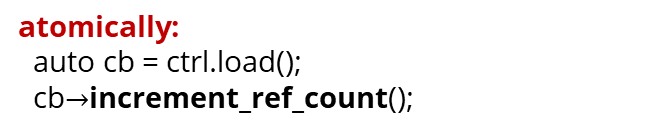 atomically:
auto cb = ctrl.load();
cb→increment_ref_count();